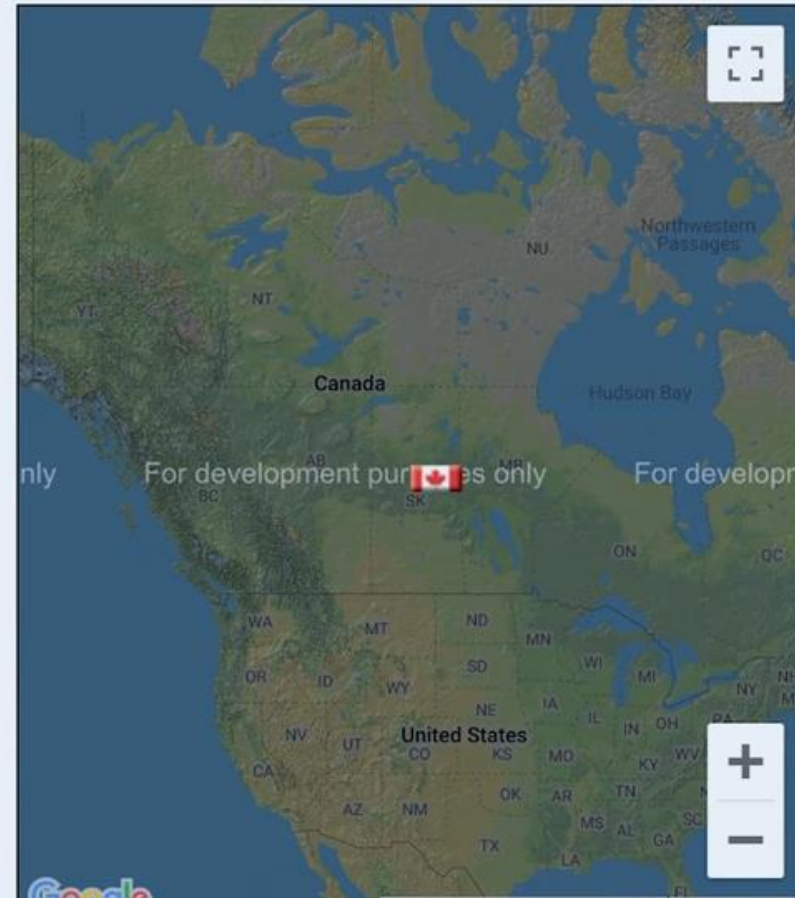 NU
Northwestern
Passages
NT
YT
Canada
Hudson Bay
AB
MB
nly
For development pur
es only
For developr
BC
SK
ON
QC
WA
MT
ND
MN
OR
ID
SD
WI
MI
WY
NY
NH
NE
IA
IL
IN
OH
PA
NV
UT
United States
CO
KS
MO
KY
WV
CA
AZ
NM
OK
AR
TN
MS
AL
SC
GA
TX
LA
FL
Google